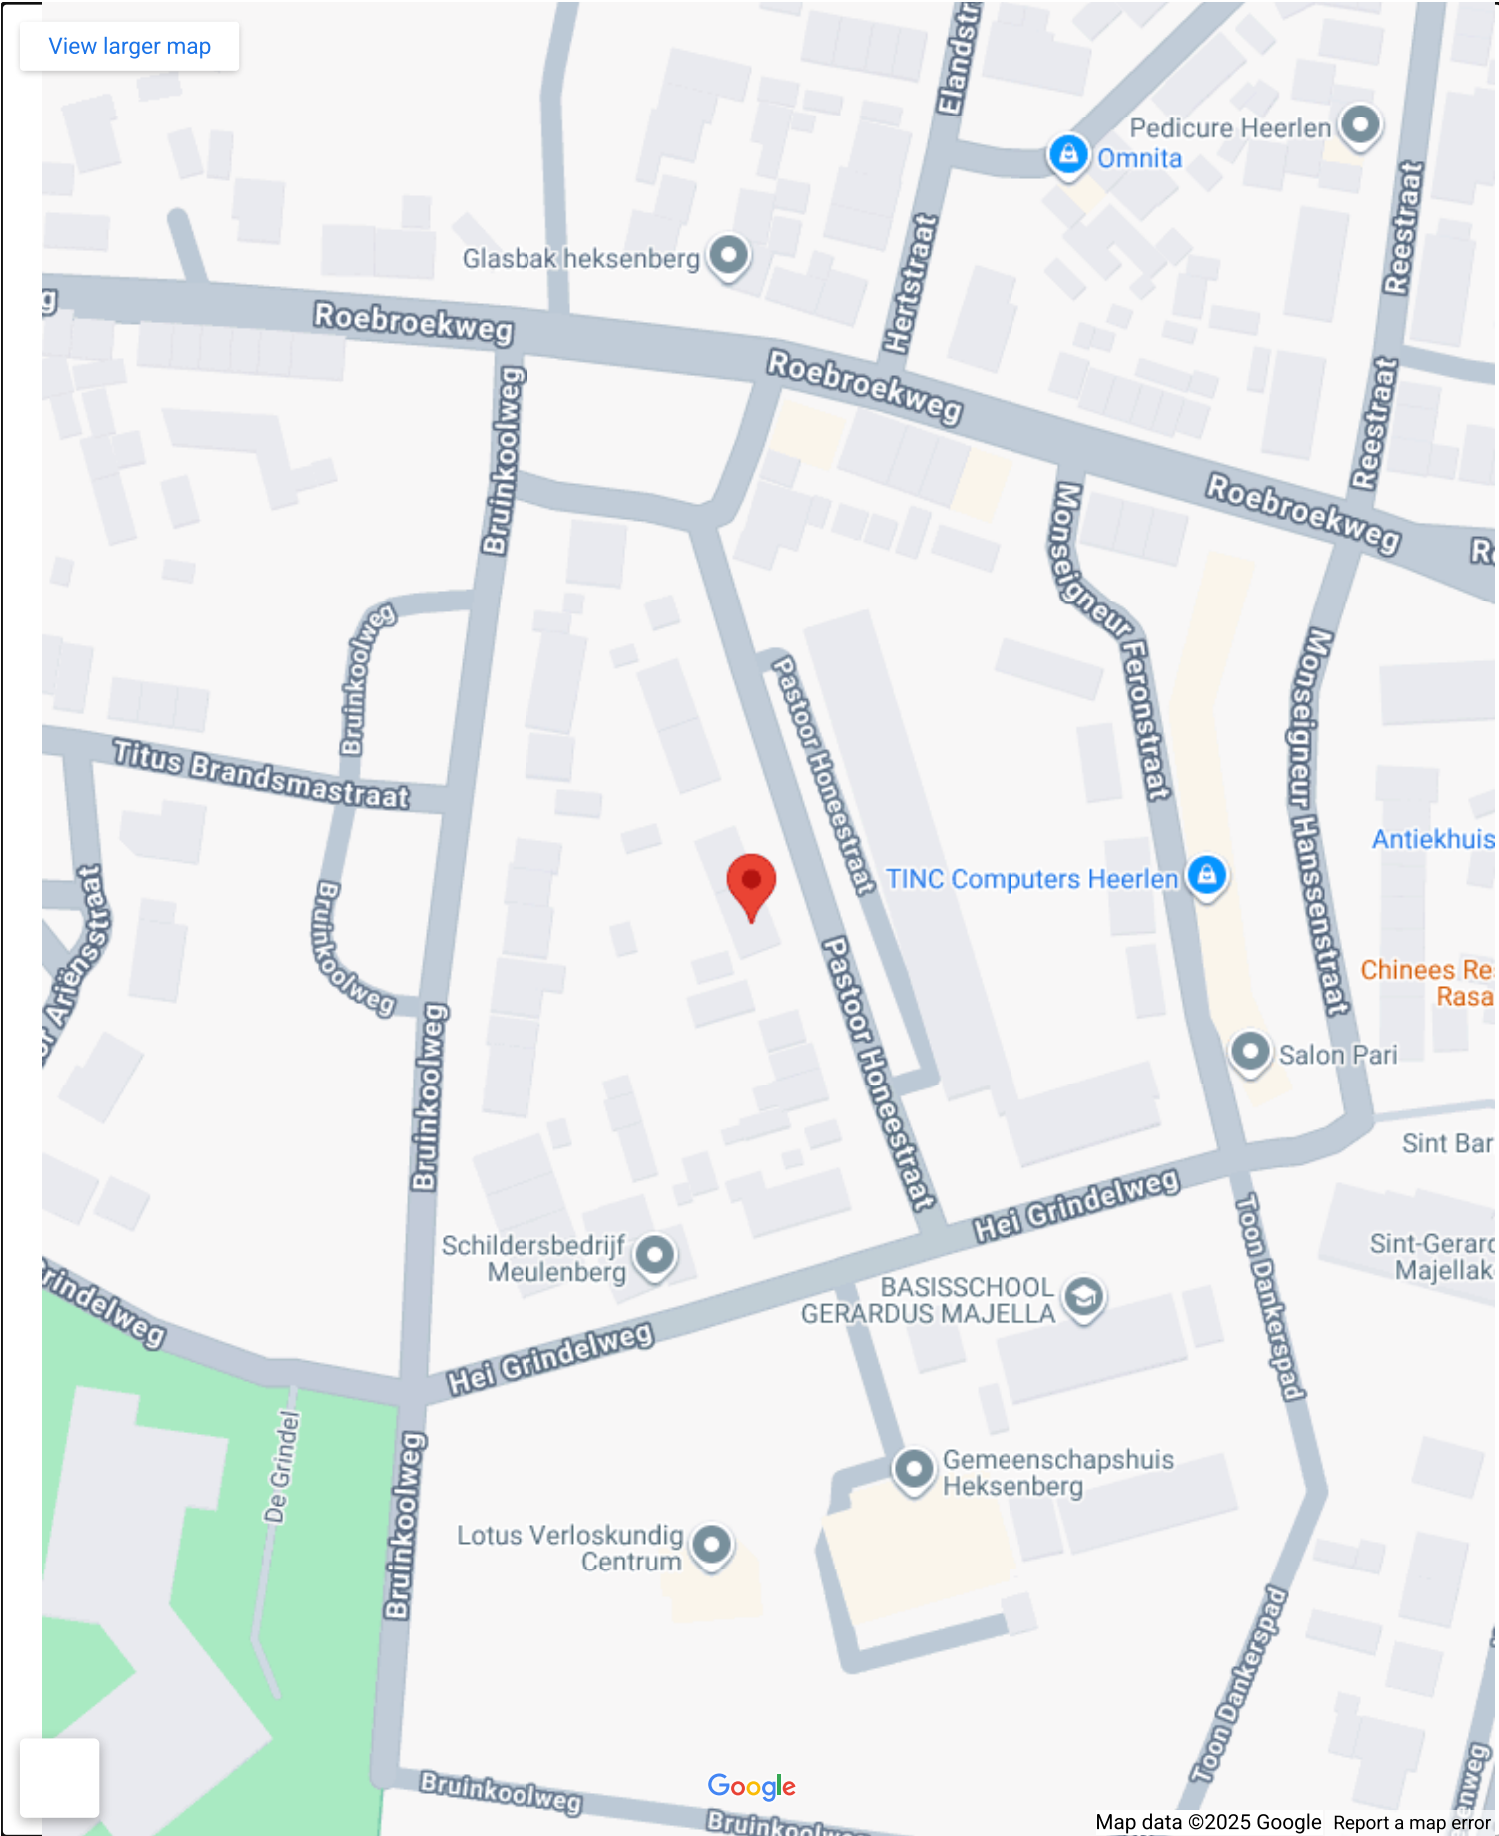 View larger map
Elandstr
Pedicure Heerlen
Omnita
Reestraat
Hertstraat
Glasbak heksenberg
g
Roebroekweg
Roebroekweg
Bruinkoolweg
Reestraat
Roebroekweg
Monseigneur Feronstraat
Bruinkoolweg
Monseigneur Hanssenstraat
Pastoor Honeestraat
Titus Brandsmastraat
Antiekhuis
TINC Computers Heerlen
Ariënsstraat
Bruinkoolweg
Pastoor Honeestraat
Chinees Re
Rasa
Bruinkoolweg
Salon Pari
Sint Bar
Hei Grindelweg
Toon Dankerspad
Schildersbedrijf
Meulenberg
Sint-Gerard
Majellak
rindelweg
BASISSCHOOL
GERARDUS MAJELLA
Hei Grindelweg
De Grindel
Bruinkoolweg
Gemeenschapshuis
Heksenberg
Lotus Verloskundig
Centrum
Toon Dankerspad
enweg
Bruinkoolweg
Google
Bruinkoolweg
Map data ©2025 Google
Report a map error